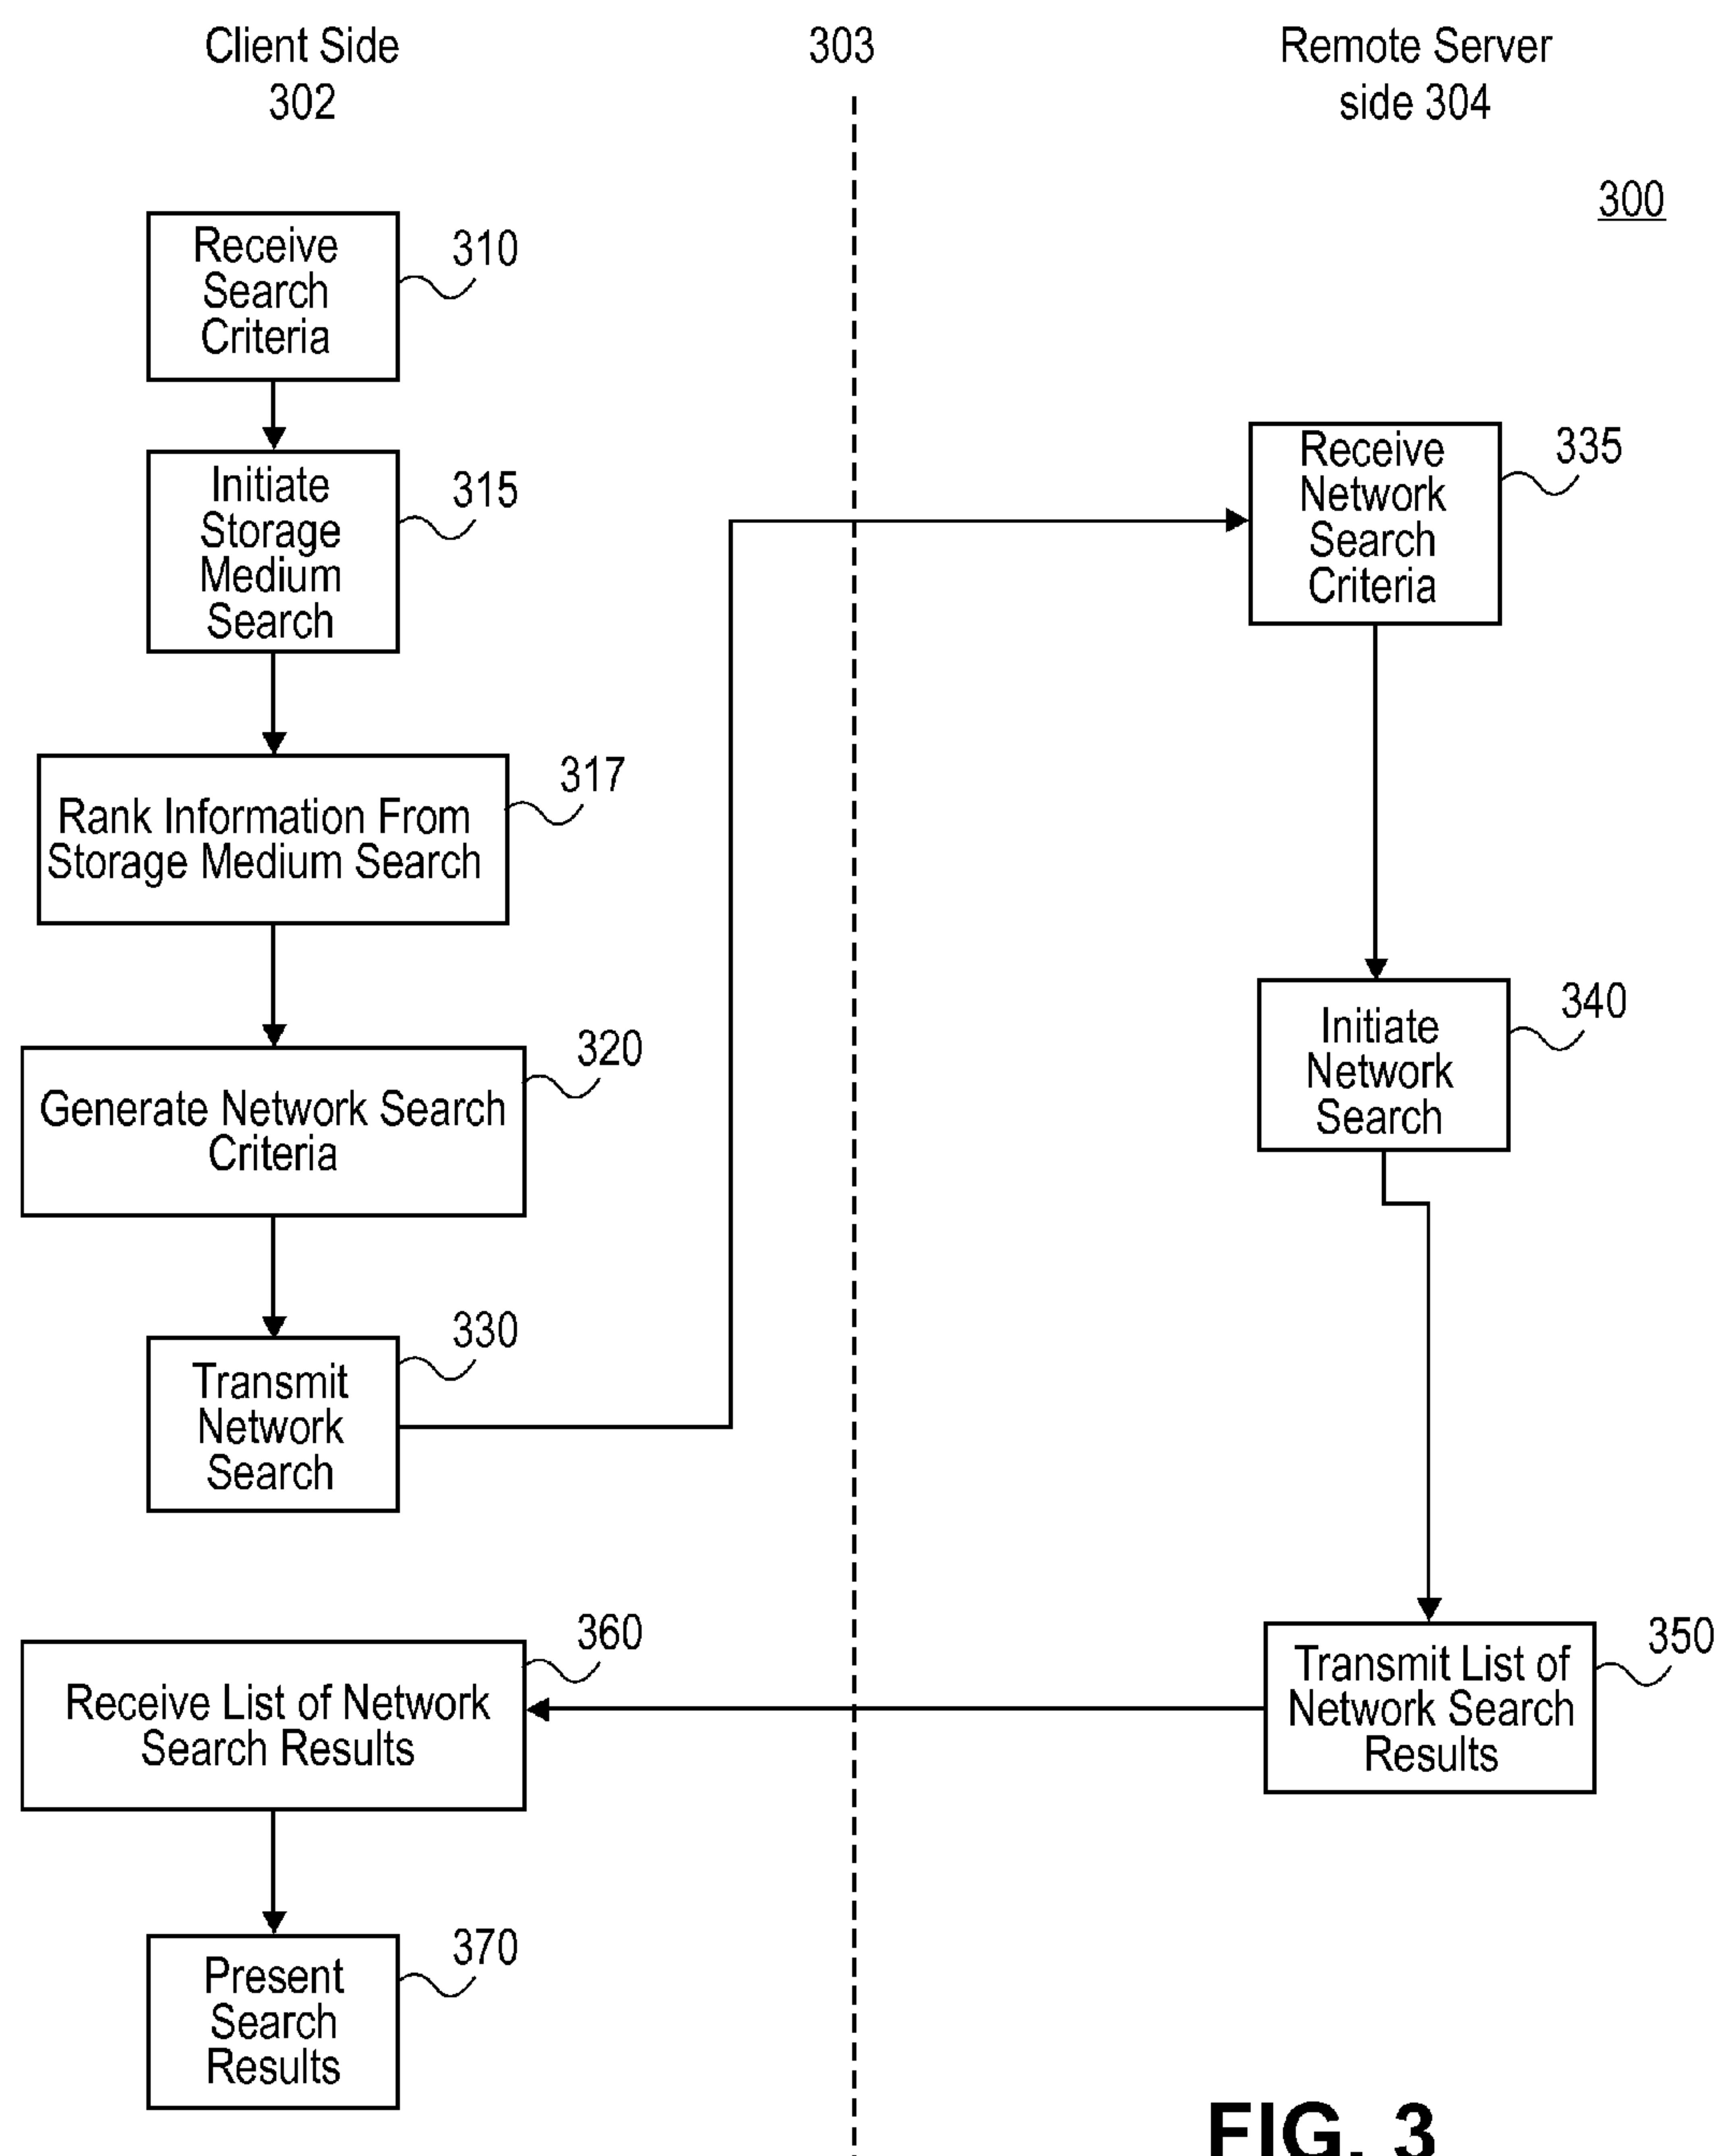 Client Side
302
303
Remote Server
side 304
300
Receive
Search
Criteria
310
Initiate
Storage
Medium
Search
315
Rank Information From
Storage Medium Search
317
Generate Network Search
Criteria
320
Transmit
Network
Search
330
Receive
Network
Search
Criteria
335
Initiate
Network
Search
340
Transmit List of
Network Search
Results
350
Receive List of Network
Search Results
360
Present
Search
Results
370
FIG. 3